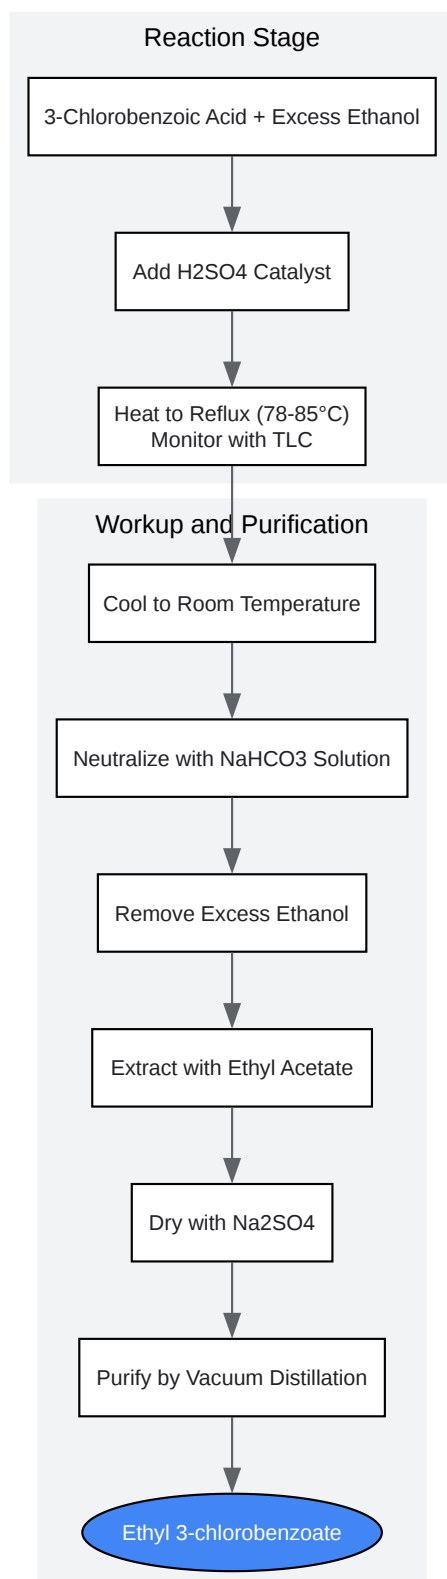 Reaction Stage
3-Chlorobenzoic Acid + Excess Ethanol
Add H2SO4 Catalyst
Heat to Reflux (78-85°C)
Monitor with TLC
Workup and Purification
Cool to Room Temperature
Neutralize with NaHCO3 Solution
Remove Excess Ethanol
Extract with Ethyl Acetate
Dry with Na2SO4
Purify by Vacuum Distillation
Ethyl 3-chlorobenzoate